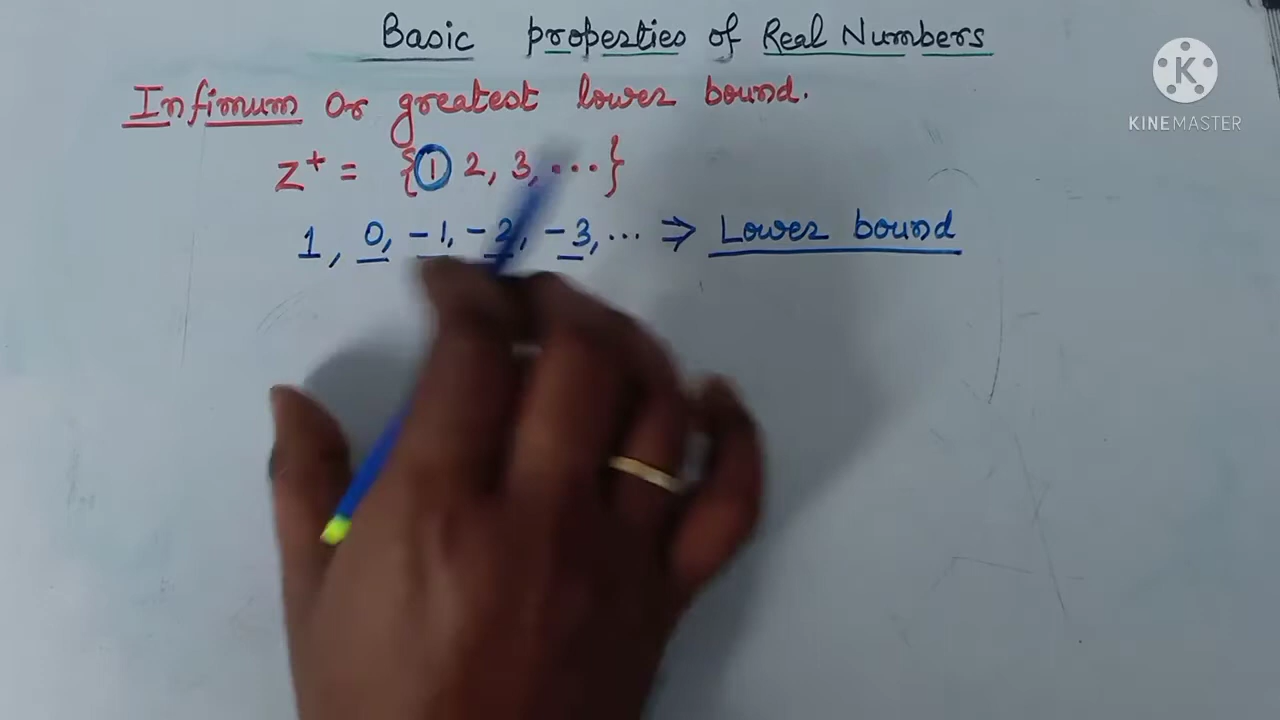 Basic properties of Real Numbers
K
KINEMASTER
Infimum or greatest lower bound.
Z⁺ = {1 2, 3, ...}
1, 0, -1, -2, -3, ... ⇒ Lower bound